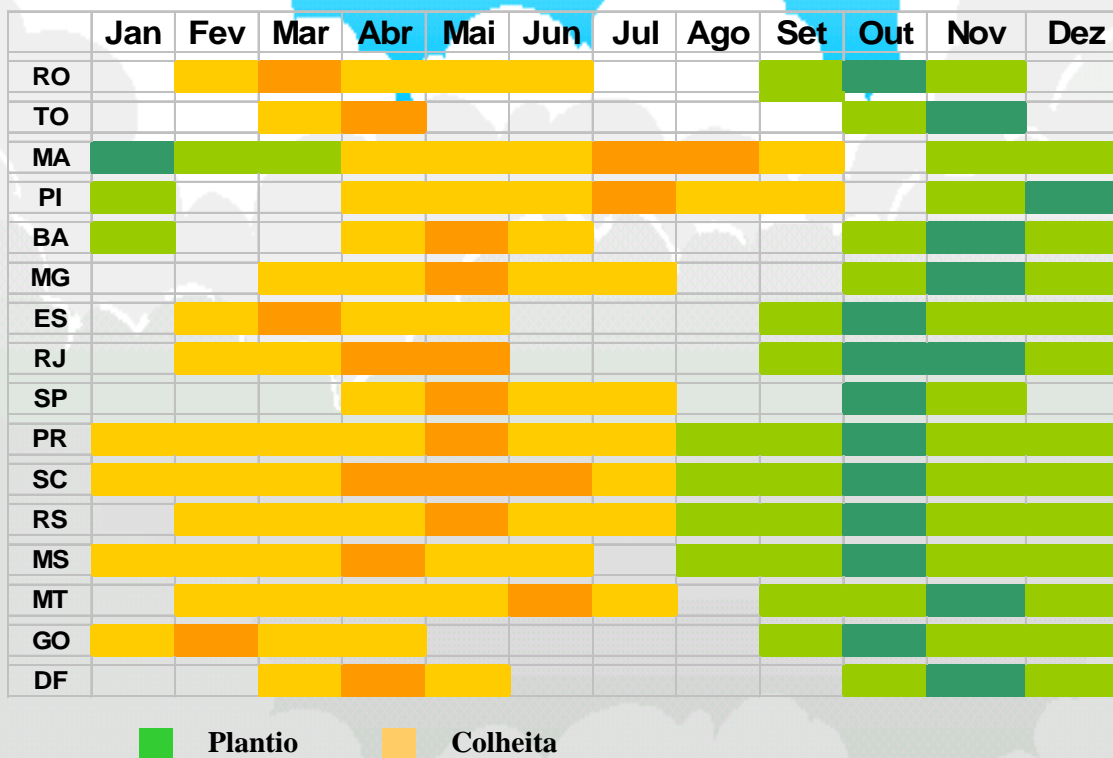 Jan Fev Mar Abr Mai Jun Jul Ago Set Out Nov Dez
RO
TO
MA
PI
BA
MG
ES
RJ
SP
PR
SC
RS
MS
MT
GO
DF
Plantio Colheita